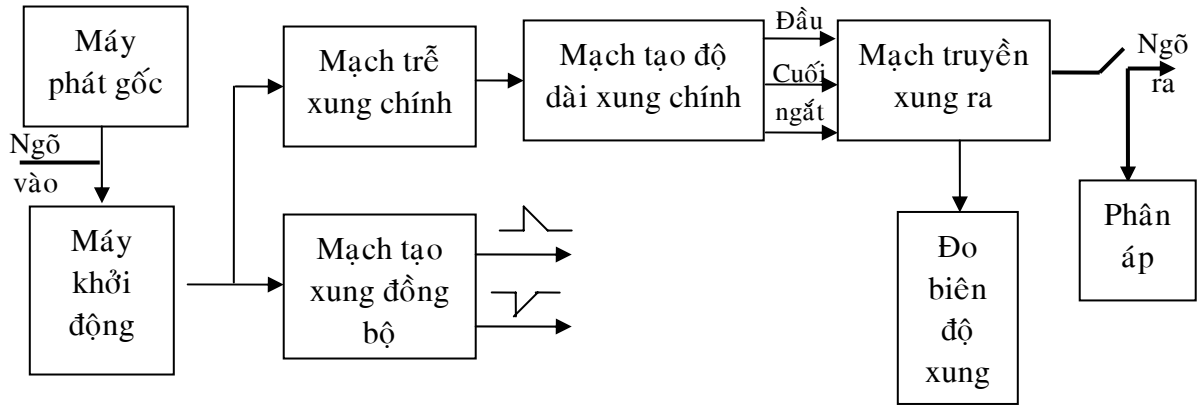 Máy
phát gốc
Ngõ
vào
Máy
khởi
động
Mạch trễ
xung chính
Mạch tạo
xung đồng
bộ
Mạch tạo độ
dài xung chính
Đầu
Cuối
ngắt
Mạch truyền
xung ra
Ngõ
ra
Đo
biên
độ
xung
Phân
áp